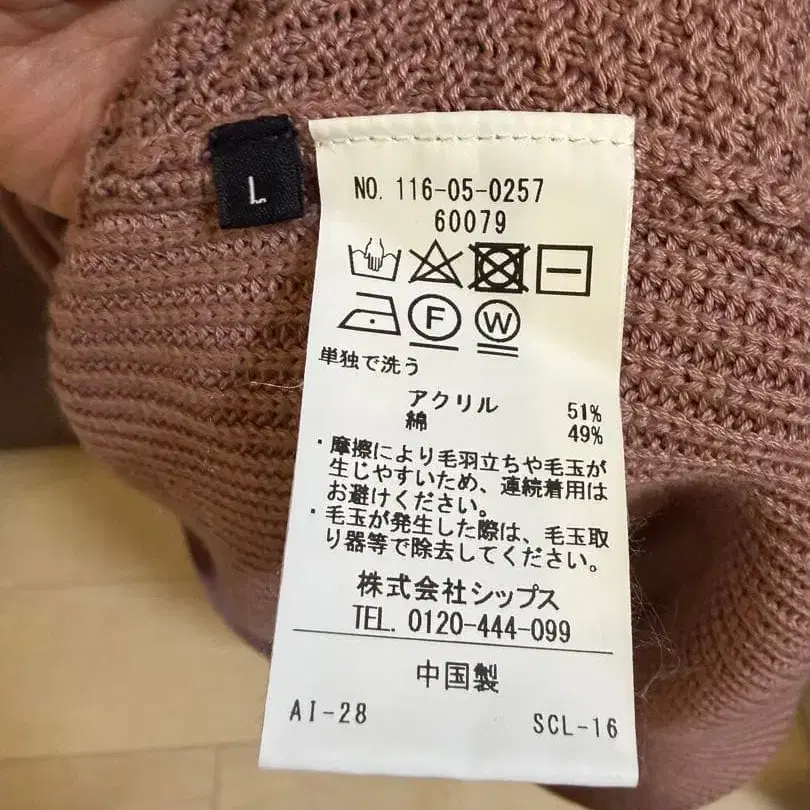 L
NO. 116-05-0257
60079
F W
単独で洗う
アクリル 51%
綿 49%
・摩擦により毛羽立ちや毛玉が
生じやすいため、連続着用は
お避けください。
・毛玉が発生した際は、毛玉取
り器等で除去してください。
株式会社シップス
TEL. 0120-444-099
中国製
AI-28 SCL-16